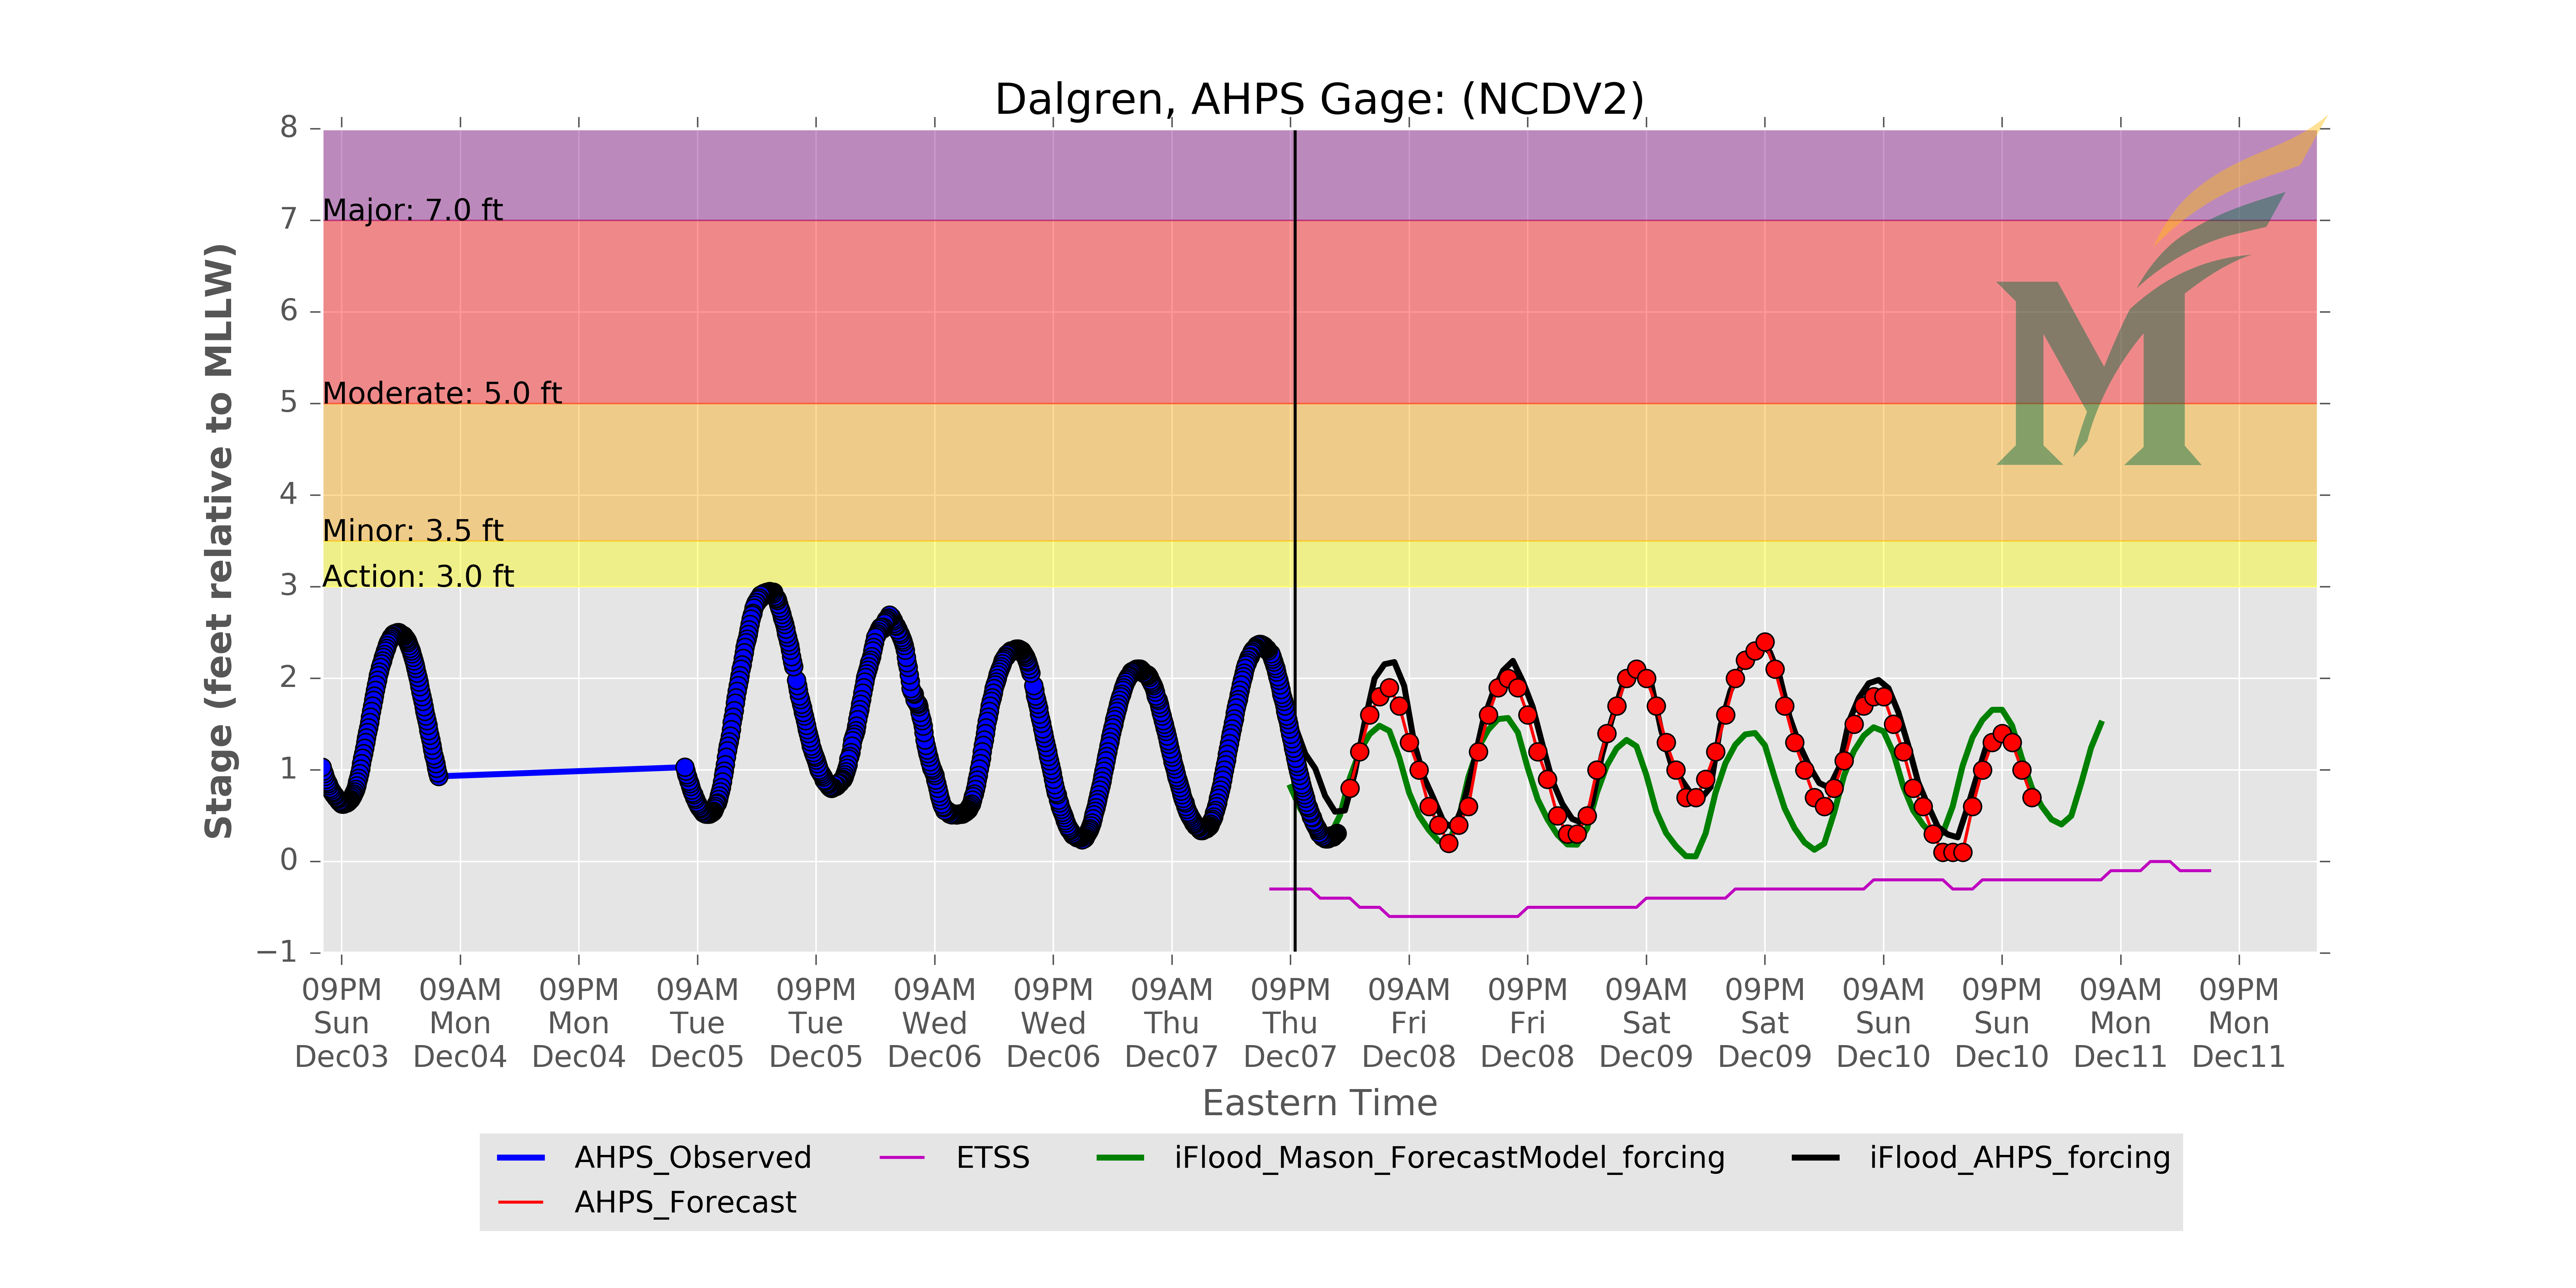 Dalgren, AHPS Gage: (NCDV2)
8
7
6
5
4
3
2
1
0
−1
Stage (feet relative to MLLW)
Major: 7.0 ft
Moderate: 5.0 ft
Minor: 3.5 ft
Action: 3.0 ft
M
09PM 09AM 09PM 09AM 09PM 09AM 09PM 09AM 09PM 09AM 09PM 09AM 09PM 09AM 09PM 09AM 09PM
Sun Mon Mon Tue Tue Wed Wed Thu Thu Fri Fri Sat Sat Sun Sun Mon Mon
Dec03 Dec04 Dec04 Dec05 Dec05 Dec06 Dec06 Dec07 Dec07 Dec08 Dec08 Dec09 Dec09 Dec10 Dec10 Dec11 Dec11
Eastern Time
AHPS_Observed ETSS iFlood_Mason_ForecastModel_forcing iFlood_AHPS_forcing
AHPS_Forecast